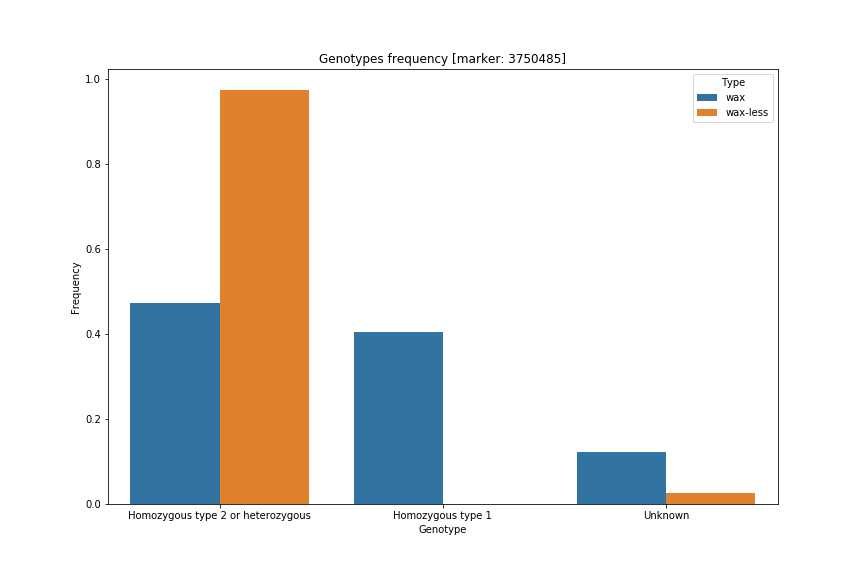 Genotypes frequency [marker: 3750485]
Type
wax
wax-less
1.0
0.8
0.6
0.4
0.2
0.0
Frequency
Homozygous type 2 or heterozygous
Homozygous type 1
Unknown
Genotype